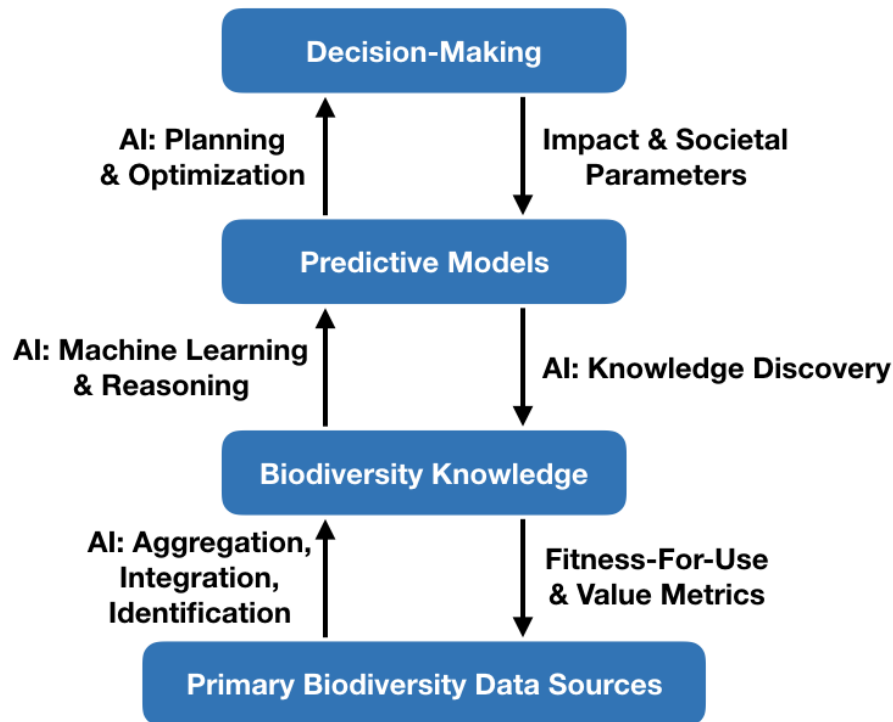 Decision-Making
AI: Planning
& Optimization
Impact & Societal
Parameters
Predictive Models
AI: Machine Learning
& Reasoning
AI: Knowledge Discovery
Biodiversity Knowledge
AI: Aggregation,
Integration,
Identification
Fitness-For-Use
& Value Metrics
Primary Biodiversity Data Sources